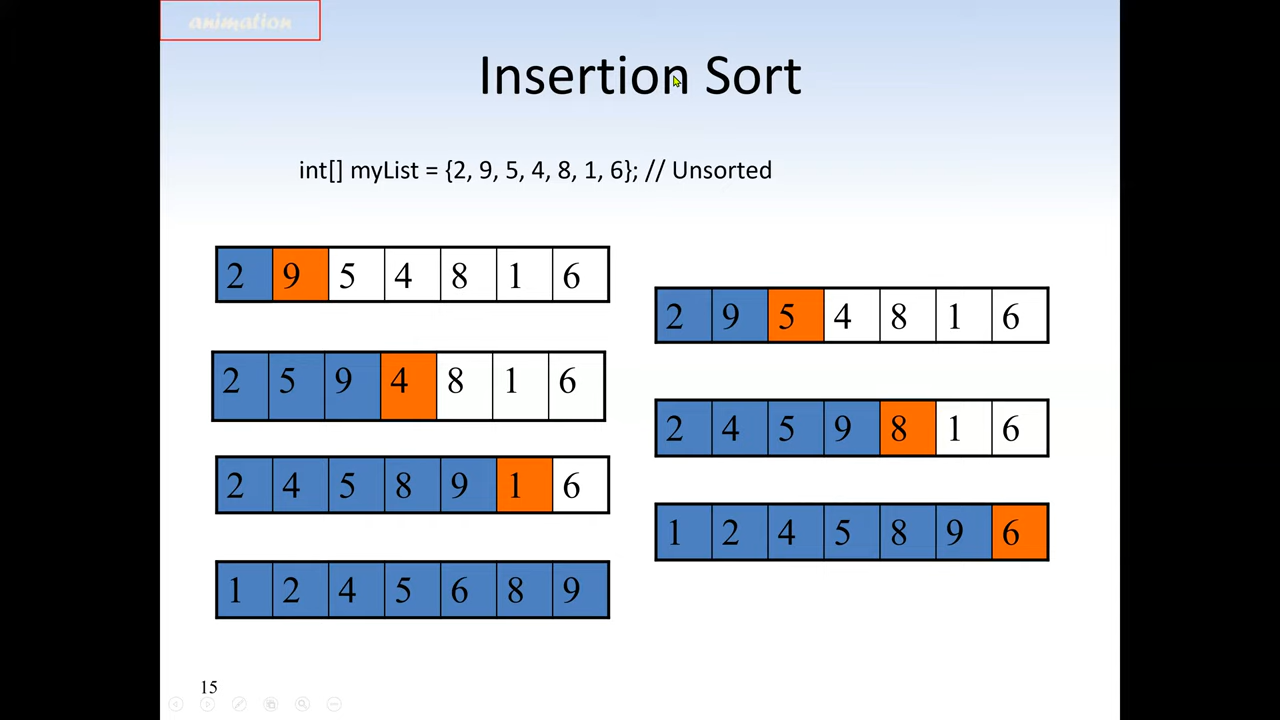 animation
Insertion Sort
int[] myList = {2, 9, 5, 4, 8, 1, 6}; // Unsorted
2 9 5 4 8 1 6
2 9 5 4 8 1 6
2 5 9 4 8 1 6
2 4 5 9 8 1 6
2 4 5 8 9 1 6
1 2 4 5 8 9 6
1 2 4 5 6 8 9
15